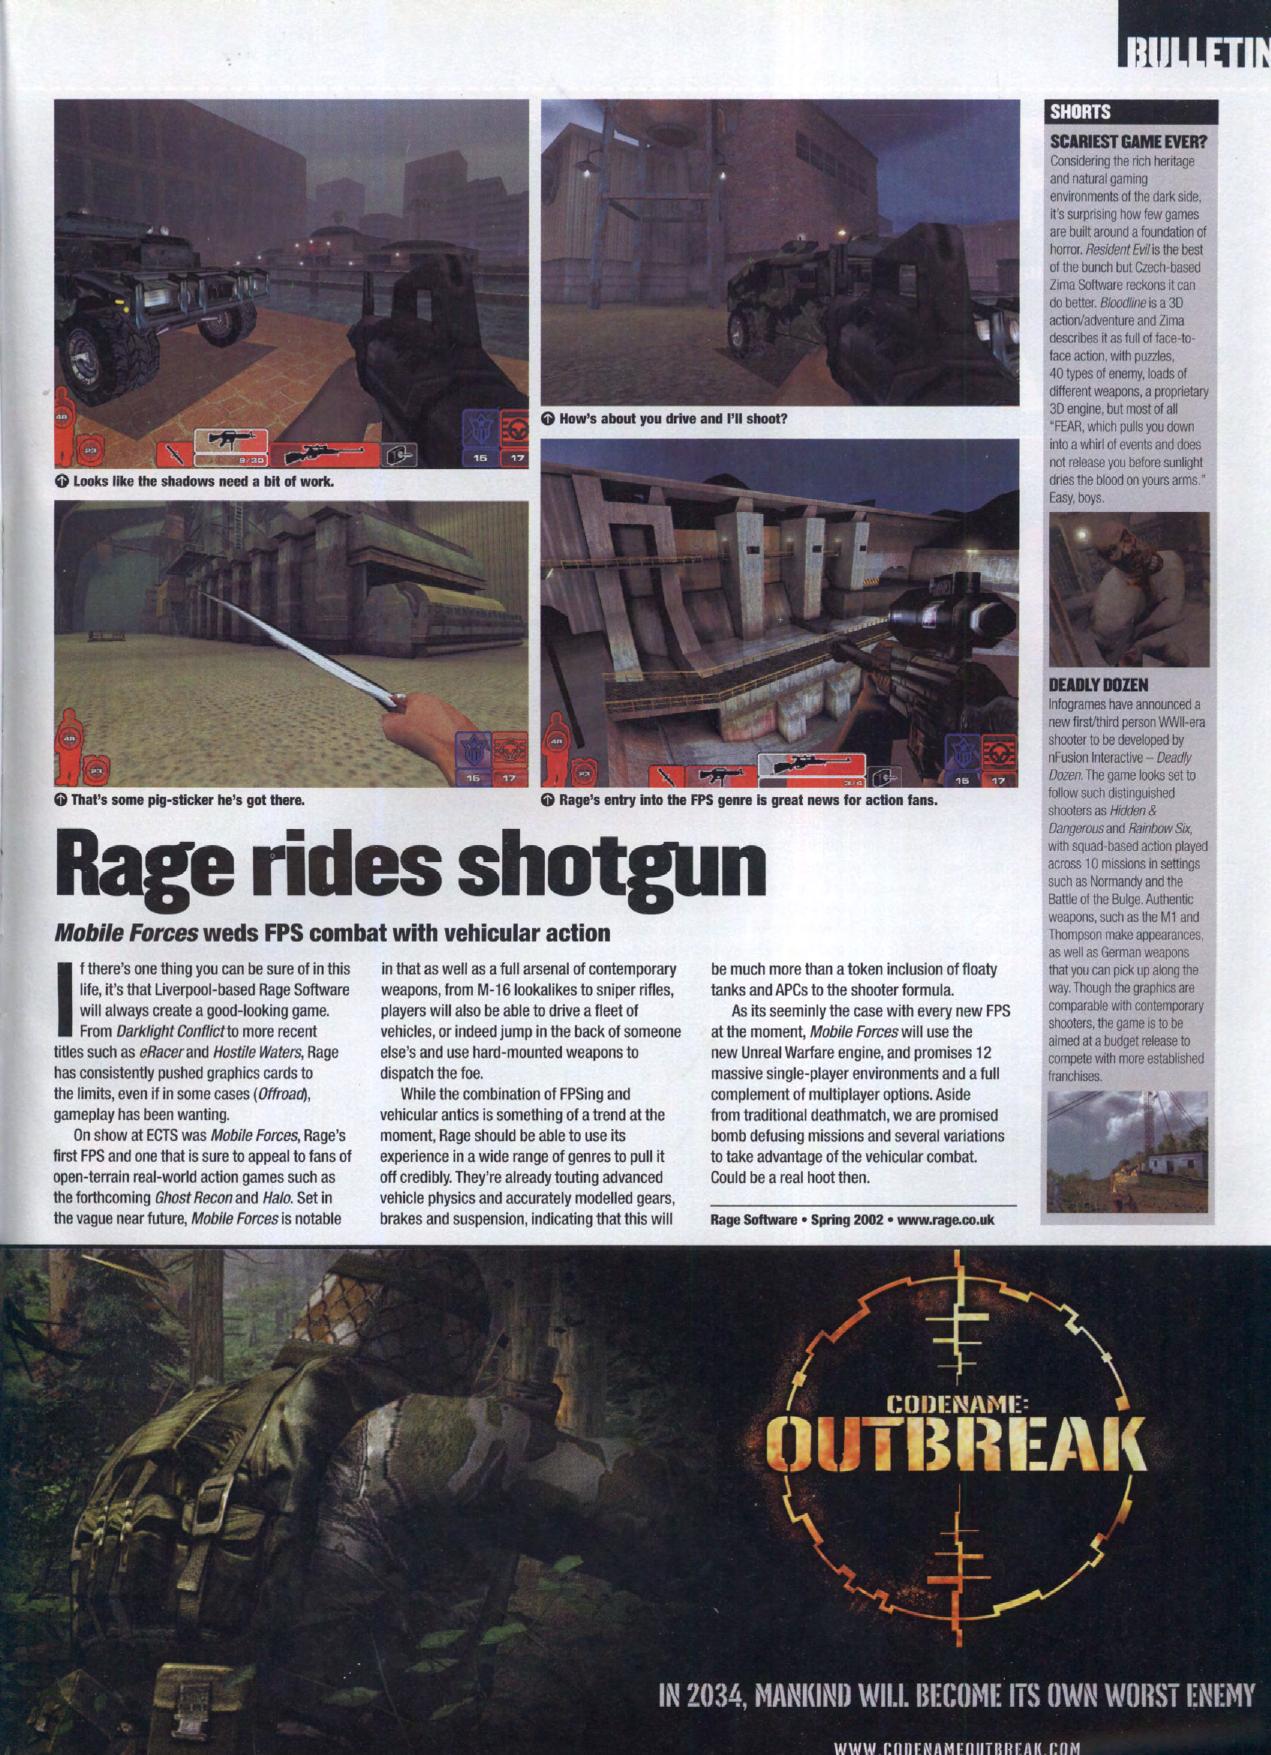 BULLETIN
Looks like the shadows need a bit of work.
How's about you drive and I'll shoot?
That's some pig-sticker he's got there.
Rage's entry into the FPS genre is great news for action fans.
48
23
9/30
15
17
48
23
15
17
48
23
3/4
15
17
Rage rides shotgun
Mobile Forces weds FPS combat with vehicular action
If there's one thing you can be sure of in this
life, it's that Liverpool-based Rage Software
will always create a good-looking game.
From Darklight Conflict to more recent
titles such as eRacer and Hostile Waters, Rage
has consistently pushed graphics cards to
the limits, even if in some cases (Offroad),
gameplay has been wanting.
On show at ECTS was Mobile Forces, Rage's
first FPS and one that is sure to appeal to fans of
open-terrain real-world action games such as
the forthcoming Ghost Recon and Halo. Set in
the vague near future, Mobile Forces is notable
in that as well as a full arsenal of contemporary
weapons, from M-16 lookalikes to sniper rifles,
players will also be able to drive a fleet of
vehicles, or indeed jump in the back of someone
else's and use hard-mounted weapons to
dispatch the foe.
While the combination of FPSing and
vehicular antics is something of a trend at the
moment, Rage should be able to use its
experience in a wide range of genres to pull it
off credibly. They're already touting advanced
vehicle physics and accurately modelled gears,
brakes and suspension, indicating that this will
be much more than a token inclusion of floaty
tanks and APCs to the shooter formula.
As its seeminly the case with every new FPS
at the moment, Mobile Forces will use the
new Unreal Warfare engine, and promises 12
massive single-player environments and a full
complement of multiplayer options. Aside
from traditional deathmatch, we are promised
bomb defusing missions and several variations
to take advantage of the vehicular combat.
Could be a real hoot then.
Rage Software • Spring 2002 • www.rage.co.uk
SHORTS
SCARIEST GAME EVER?
Considering the rich heritage
and natural gaming
environments of the dark side,
it's surprising how few games
are built around a foundation of
horror. Resident Evil is the best
of the bunch but Czech-based
Zima Software reckons it can
do better. Bloodline is a 3D
action/adventure and Zima
describes it as full of face-to-
face action, with puzzles,
40 types of enemy, loads of
different weapons, a proprietary
3D engine, but most of all
"FEAR, which pulls you down
into a whirl of events and does
not release you before sunlight
dries the blood on yours arms."
Easy, boys.
DEADLY DOZEN
Infogrames have announced a
new first/third person WWII-era
shooter to be developed by
nFusion Interactive – Deadly
Dozen. The game looks set to
follow such distinguished
shooters as Hidden &
Dangerous and Rainbow Six,
with squad-based action played
across 10 missions in settings
such as Normandy and the
Battle of the Bulge. Authentic
weapons, such as the M1 and
Thompson make appearances,
as well as German weapons
that you can pick up along the
way. Though the graphics are
comparable with contemporary
shooters, the game is to be
aimed at a budget release to
compete with more established
franchises.
CODENAME:
OUTBREAK
IN 2034, MANKIND WILL BECOME ITS OWN WORST ENEMY
WWW.CODENAMEOUTBREAK.COM